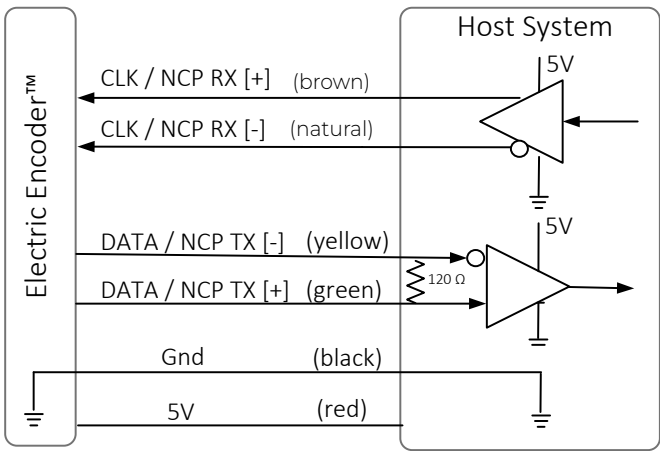 Host System
5V
CLK / NCP RX [+] (brown)
CLK / NCP RX [-] (natural)
Electric Encoder™
5V
DATA / NCP TX [-] (yellow)
120 Ω
DATA / NCP TX [+] (green)
Gnd (black)
5V (red)